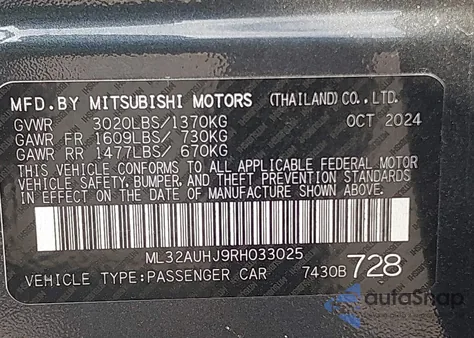 MFD.BY MITSUBISHI MOTORS (THAILAND) CO.,LTD.
GVWR 3020LBS/1370KG OCT 2024
GAWR FR 1609LBS/ 730KG
GAWR RR 1477LBS/ 670KG
THIS VEHICLE CONFORMS TO ALL APPLICABLE FEDERAL MOTOR
VEHICLE SAFETY, BUMPER, AND THEFT PREVENTION STANDARDS
IN EFFECT ON THE DATE OF MANUFACTURE SHOWN ABOVE.
ML32AUHJ9RH033025
VEHICLE TYPE:PASSENGER CAR 7430B 728
autoSnap